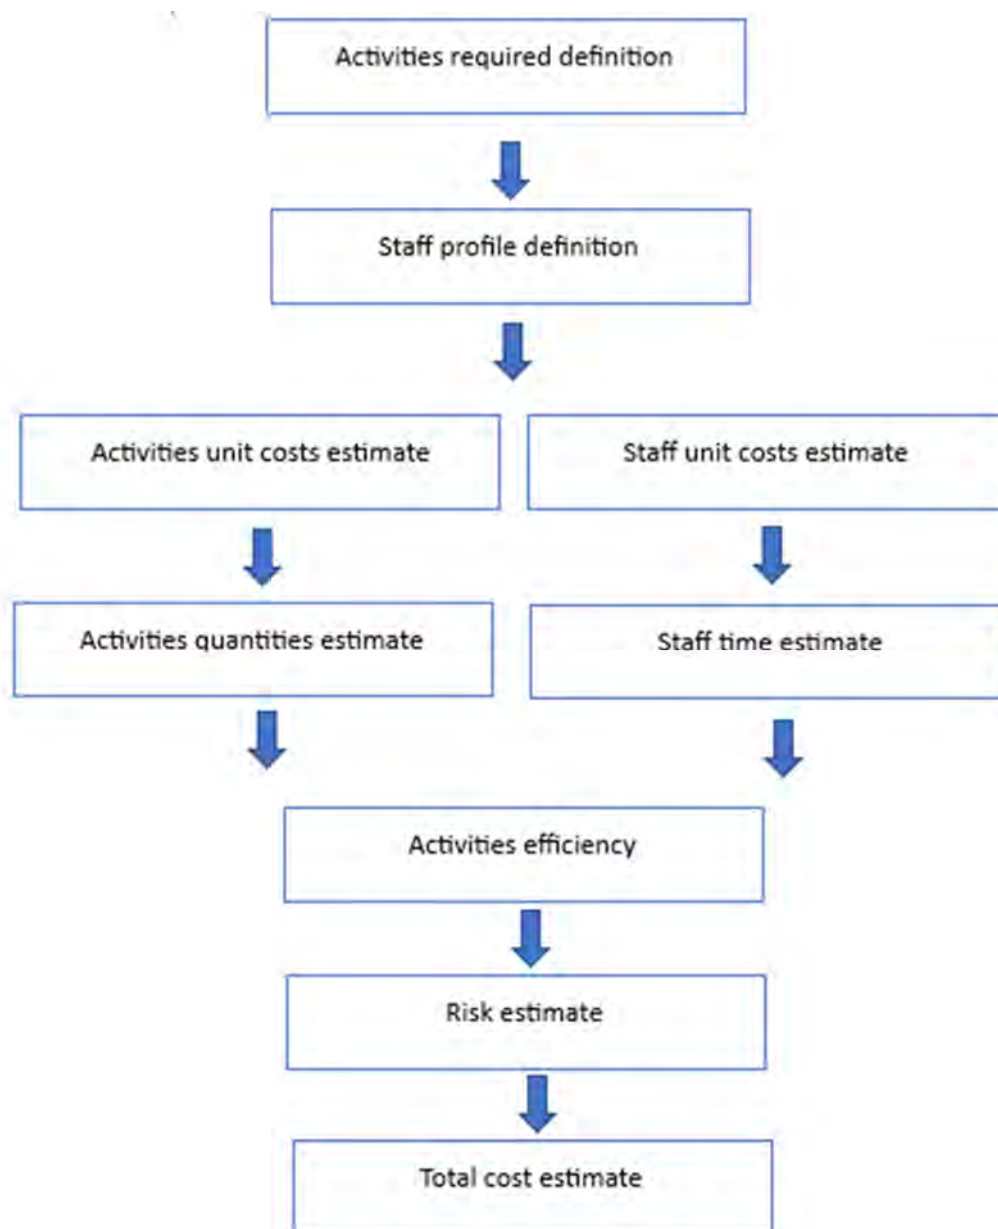 Activities required definition
Staff profile definition
Activities unit costs estimate
Staff unit costs estimate
Activities quantities estimate
Staff time estimate
Activities efficiency
Risk estimate
Total cost estimate